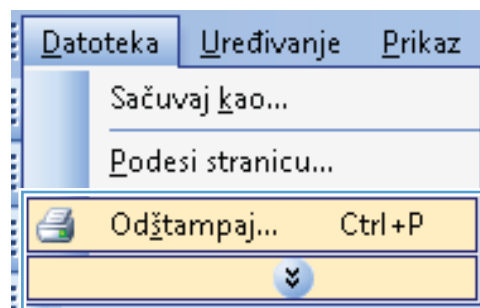 Datoteka Uređivanje Prikaz
Sačuvaj kao...
Podesi stranicu...
Odštampaj... Ctrl+P